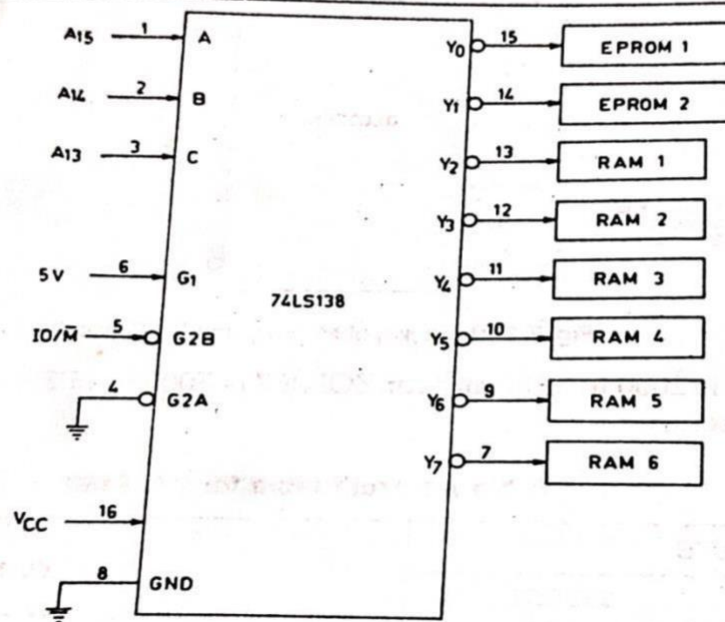 A15 1 A Y0 15 EPROM 1
A14 2 B Y1 14 EPROM 2
A13 3 C Y2 13 RAM 1
Y3 12 RAM 2
5V 6 G1 Y4 11 RAM 3
74LS138
IO/M̅ 5 G2B Y5 10 RAM 4
4 G2A Y6 9 RAM 5
Y7 7 RAM 6
VCC 16
8 GND